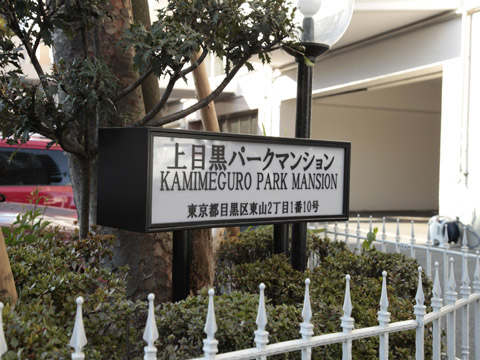 上目黒パークマンション
KAMIMEGURO PARK MANSION
東京都目黒区東山2丁目1番10号